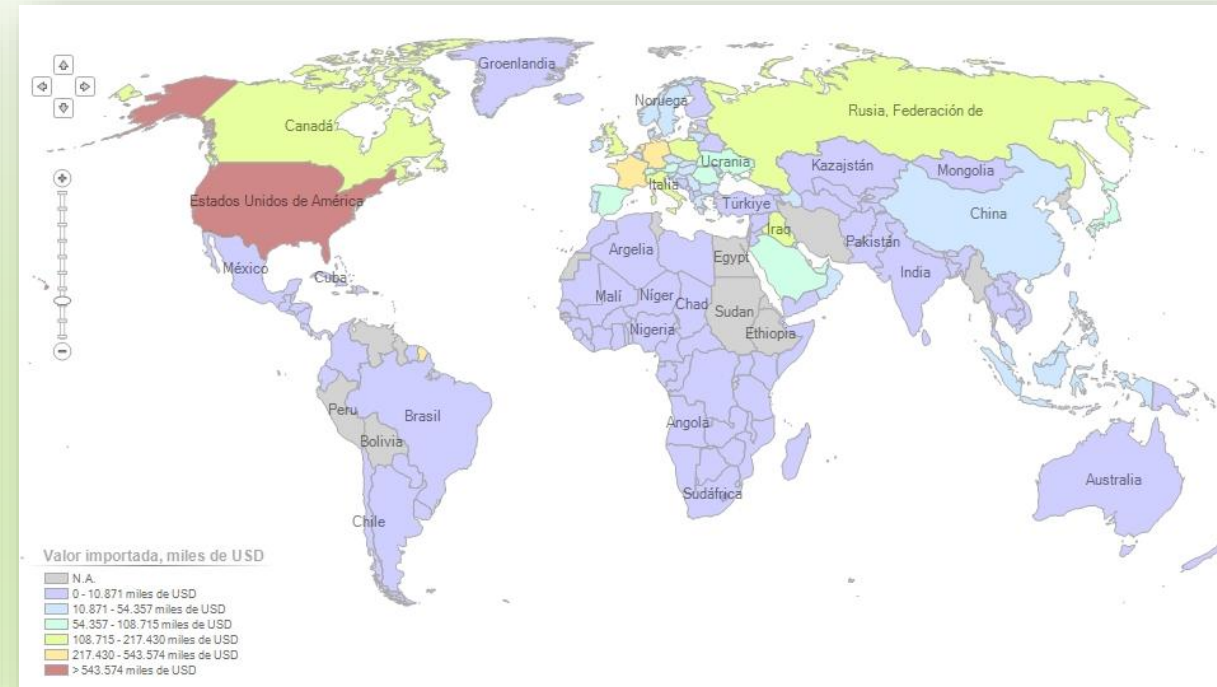 Groenlandia
Noruega
Rusia, Federación de
Canadá
Ucrania
Kazajstán
Mongolia
Italia
Estados Unidos de América
Türkiye
China
Iraq
México
Cuba
Argelia
Egypt
Pakistán
India
Malí
Níger
Chad
Sudan
Nigeria
Ethiopia
Peru
Brasil
Bolivia
Angola
Australia
Sudáfrica
Chile
Valor importada, miles de USD
N.A.
0 - 10.871 miles de USD
10.871 - 54.357 miles de USD
54.357 - 108.715 miles de USD
108.715 - 217.430 miles de USD
217.430 - 543.574 miles de USD
> 543.574 miles de USD